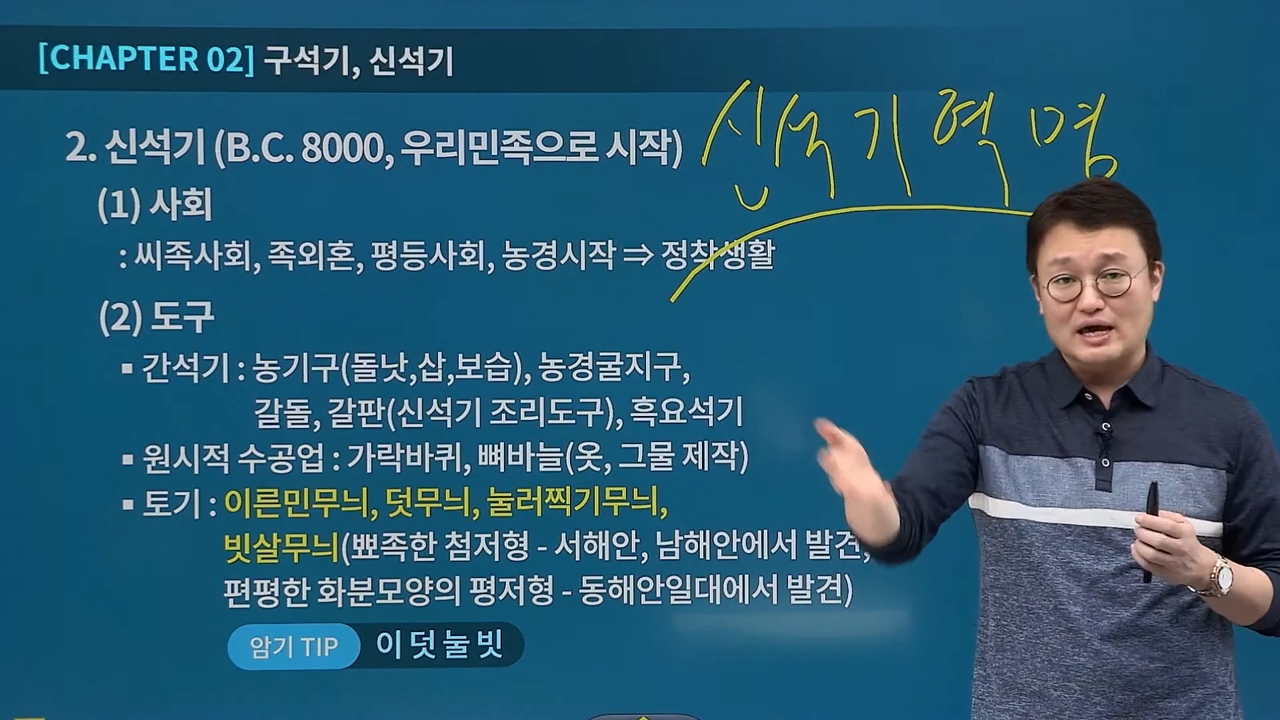 [CHAPTER 02] 구석기, 신석기
2. 신석기 (B.C. 8000, 우리민족으로 시작)
신석기 혁명
(1) 사회
: 씨족사회, 족외혼, 평등사회, 농경시작 ⇒ 정착생활
(2) 도구
▪ 간석기 : 농기구(돌낫,삽,보습), 농경굴지구,
갈돌, 갈판(신석기 조리도구), 흑요석기
▪ 원시적 수공업 : 가락바퀴, 뼈바늘(옷, 그물 제작)
▪ 토기 : 이른민무늬, 덧무늬, 눌러찍기무늬,
빗살무늬(뾰족한 첨저형 - 서해안, 남해안에서 발견,
편평한 화분모양의 평저형 - 동해안일대에서 발견)
암기 TIP 이 덧 눌 빗